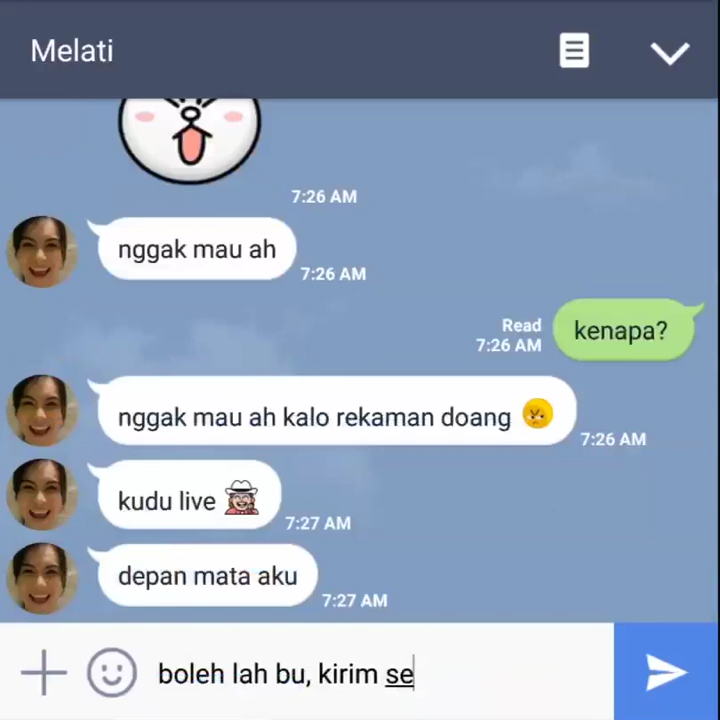 Melati
7:26 AM
nggak mau ah
7:26 AM
Read
7:26 AM
kenapa?
nggak mau ah kalo rekaman doang
7:26 AM
kudu live
7:27 AM
depan mata aku
7:27 AM
boleh lah bu, kirim se